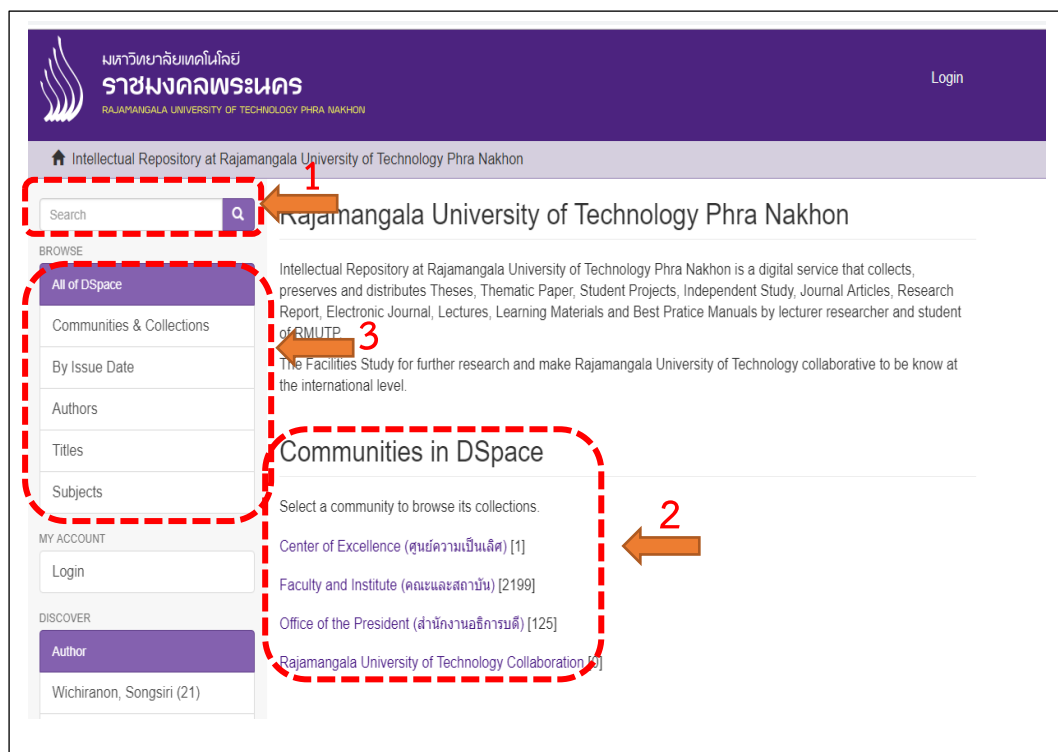 มหาวิทยาลัยเทคโนโลยี
ราชมงคลพระนคร
RAJAMANGALA UNIVERSITY OF TECHNOLOGY PHRA NAKHON
Login
Intellectual Repository at Rajamangala University of Technology Phra Nakhon
1
Search
Rajamangala University of Technology Phra Nakhon
BROWSE
All of DSpace
Communities & Collections
By Issue Date
Authors
Titles
Subjects
3
Intellectual Repository at Rajamangala University of Technology Phra Nakhon is a digital service that collects,
preserves and distributes Theses, Thematic Paper, Student Projects, Independent Study, Journal Articles, Research
Report, Electronic Journal, Lectures, Learning Materials and Best Pratice Manuals by lecturer researcher and student
of RMUTP.
The Facilities Study for further research and make Rajamangala University of Technology collaborative to be know at
the international level.
Communities in DSpace
Select a community to browse its collections.
2
Center of Excellence (ศูนย์ความเป็นเลิศ) [1]
Faculty and Institute (คณะและสถาบัน) [2199]
Office of the President (สำนักงานอธิการบดี) [125]
Rajamangala University of Technology Collaboration [0]
MY ACCOUNT
Login
DISCOVER
Author
Wichiranon, Songsiri (21)